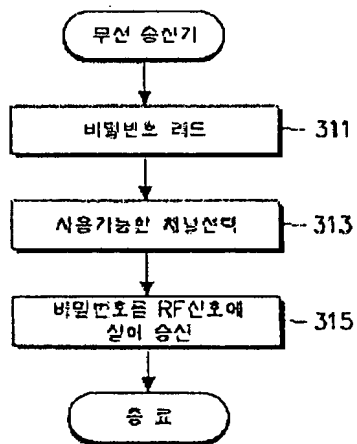 무선 송신기
비밀번호 리드
311
사용가능한 채널선택
313
비밀번호를 RF신호에
실어 송신
315
종 료